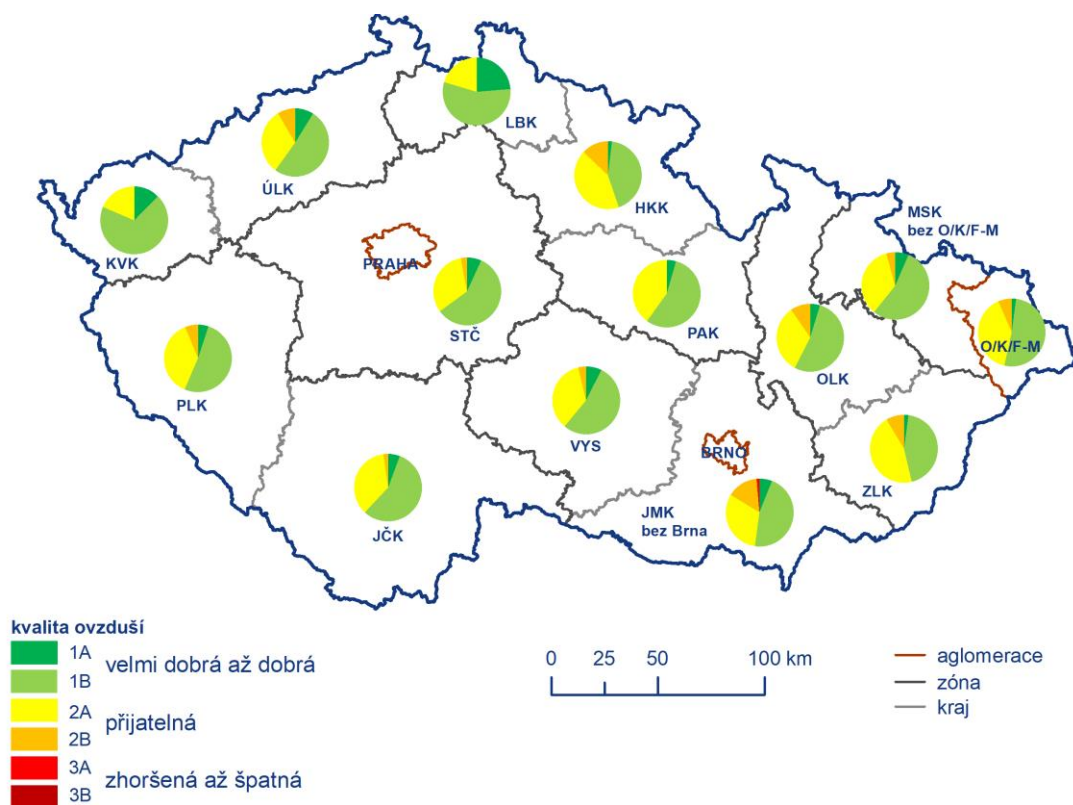 LBK
ÚLK
HKK
KVK
MSK
bez O/K/F-M
PRAHA
STČ
PAK
O/K/F-M
OLK
PLK
VYS
BRNO
ZLK
JČK
JMK
bez Brna
kvalita ovzduší
1A
velmi dobrá až dobrá
1B
2A
přijatelná
2B
3A
zhoršená až špatná
3B
0 25 50 100 km
aglomerace
zóna
kraj